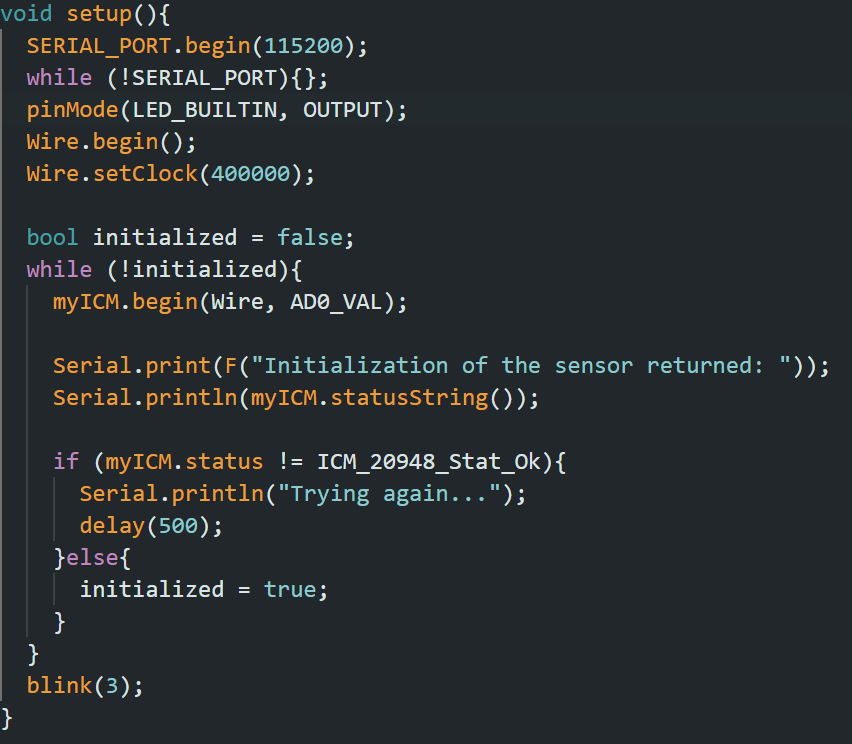 void setup(){
  SERIAL_PORT.begin(115200);
  while (!SERIAL_PORT){};
  pinMode(LED_BUILTIN, OUTPUT);
  Wire.begin();
  Wire.setClock(400000);

  bool initialized = false;
  while (!initialized){
    myICM.begin(Wire, AD0_VAL);

    Serial.print(F("Initialization of the sensor returned: "));
    Serial.println(myICM.statusString());

    if (myICM.status != ICM_20948_Stat_Ok){
      Serial.println("Trying again...");
      delay(500);
    }else{
      initialized = true;
    }
  }
  blink(3);
}